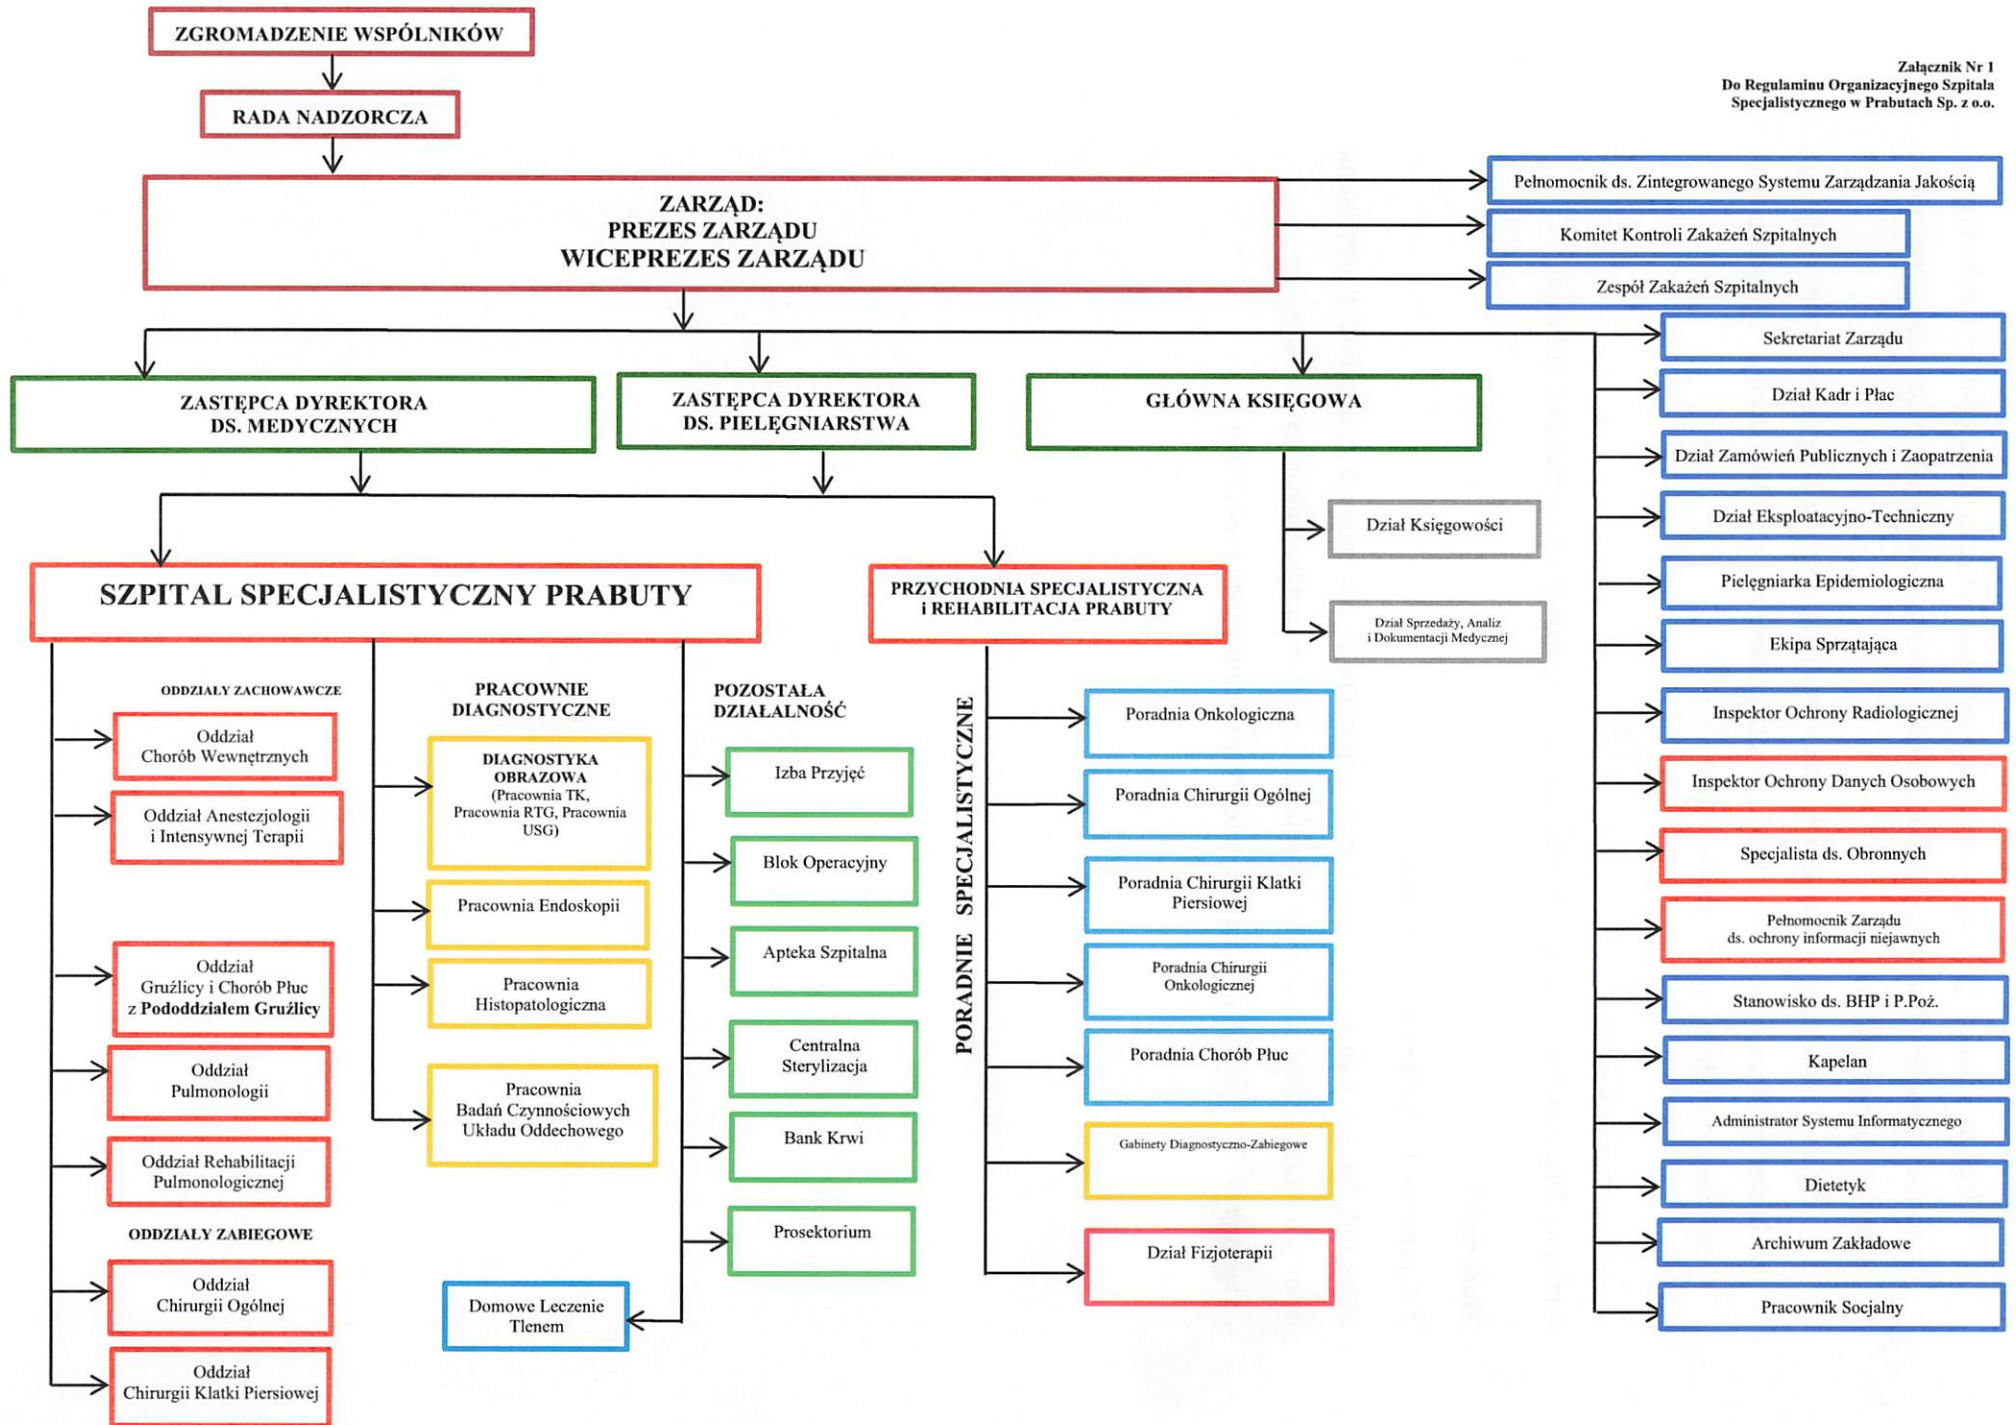 ZGROMADZENIE WSPÓLNIKÓW
RADA NADZORCZA
Załącznik Nr 1
Do Regulaminu Organizacyjnego Szpitala
Specjalistycznego w Prabutach Sp. z o.o.
ZARZĄD:
PREZES ZARZĄDU
WICEPREZES ZARZĄDU
Pełnomocnik ds. Zintegrowanego Systemu Zarządzania Jakością
Komitet Kontroli Zakażeń Szpitalnych
Zespół Zakażeń Szpitalnych
ZASTĘPCA DYREKTORA
DS. MEDYCZNYCH
ZASTĘPCA DYREKTORA
DS. PIELĘGNIARSTWA
GŁÓWNA KSIĘGOWA
Dział Księgowości
Dział Sprzedaży, Analiz
i Dokumentacji Medycznej
SZPITAL SPECJALISTYCZNY PRABUTY
ODDZIAŁY ZACHOWAWCZE
Oddział
Chorób Wewnętrznych
Oddział Anestezjologii
i Intensywnej Terapii
Oddział
Gruźlicy i Chorób Płuc
z Pododdziałem Gruźlicy
Oddział
Pulmonologii
Oddział Rehabilitacji
Pulmonologicznej
ODDZIAŁY ZABIEGOWE
Oddział
Chirurgii Ogólnej
Oddział
Chirurgii Klatki Piersiowej
PRACOWNIE
DIAGNOSTYCZNE
DIAGNOSTYKA
OBRAZOWA
(Pracownia TK,
Pracownia RTG, Pracownia
USG)
Pracownia Endoskopii
Pracownia
Histopatologiczna
Pracownia
Badań Czynnościowych
Układu Oddechowego
Domowe Leczenie
Tlenem
POZOSTAŁA
DZIAŁALNOŚĆ
Izba Przyjęć
Blok Operacyjny
Apteka Szpitalna
Centralna
Sterylizacja
Bank Krwi
Prosektorium
PRZYCHODNIA SPECJALISTYCZNA
i REHABILITACJA PRABUTY
PORADNIE SPECJALISTYCZNE
Poradnia Onkologiczna
Poradnia Chirurgii Ogólnej
Poradnia Chirurgii Klatki
Piersiowej
Poradnia Chirurgii
Onkologicznej
Poradnia Chorób Płuc
Gabinety Diagnostyczno-Zabiegowe
Dział Fizjoterapii
Sekretariat Zarządu
Dział Kadr i Płac
Dział Zamówień Publicznych i Zaopatrzenia
Dział Eksploatacyjno-Techniczny
Pielęgniarka Epidemiologiczna
Ekipa Sprzątająca
Inspektor Ochrony Radiologicznej
Inspektor Ochrony Danych Osobowych
Specjalista ds. Obronnych
Pełnomocnik Zarządu
ds. ochrony informacji niejawnych
Stanowisko ds. BHP i P.Poż.
Kapelan
Administrator Systemu Informatycznego
Dietetyk
Archiwum Zakładowe
Pracownik Socjalny